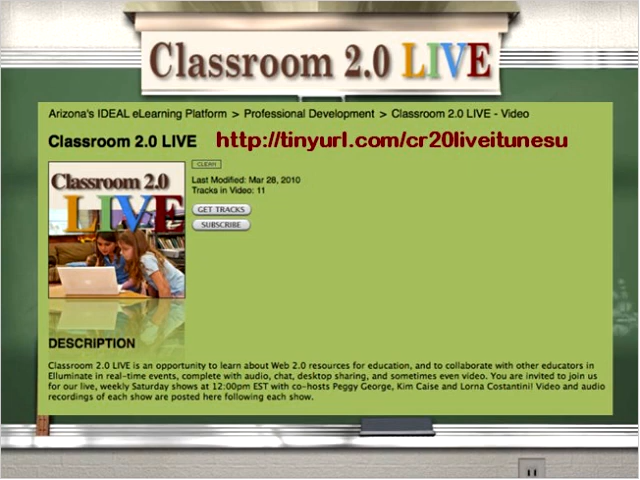 Classroom 2.0 LIVE
Arizona's IDEAL eLearning Platform > Professional Development > Classroom 2.0 LIVE - Video
Classroom 2.0 LIVE http://tinyurl.com/cr20liveitunesu
Classroom 2.0
LIVE
CLEAN
Last Modified: Mar 28, 2010
Tracks in Video: 11
GET TRACKS
SUBSCRIBE
DESCRIPTION
Classroom 2.0 LIVE is an opportunity to learn about Web 2.0 resources for education, and to collaborate with other educators in
Elluminate in real-time events, complete with audio, chat, desktop sharing, and sometimes even video. You are invited to join us
for our live, weekly Saturday shows at 12:00pm EST with co-hosts Peggy George, Kim Caise and Lorna Costantini! Video and audio
recordings of each show are posted here following each show.